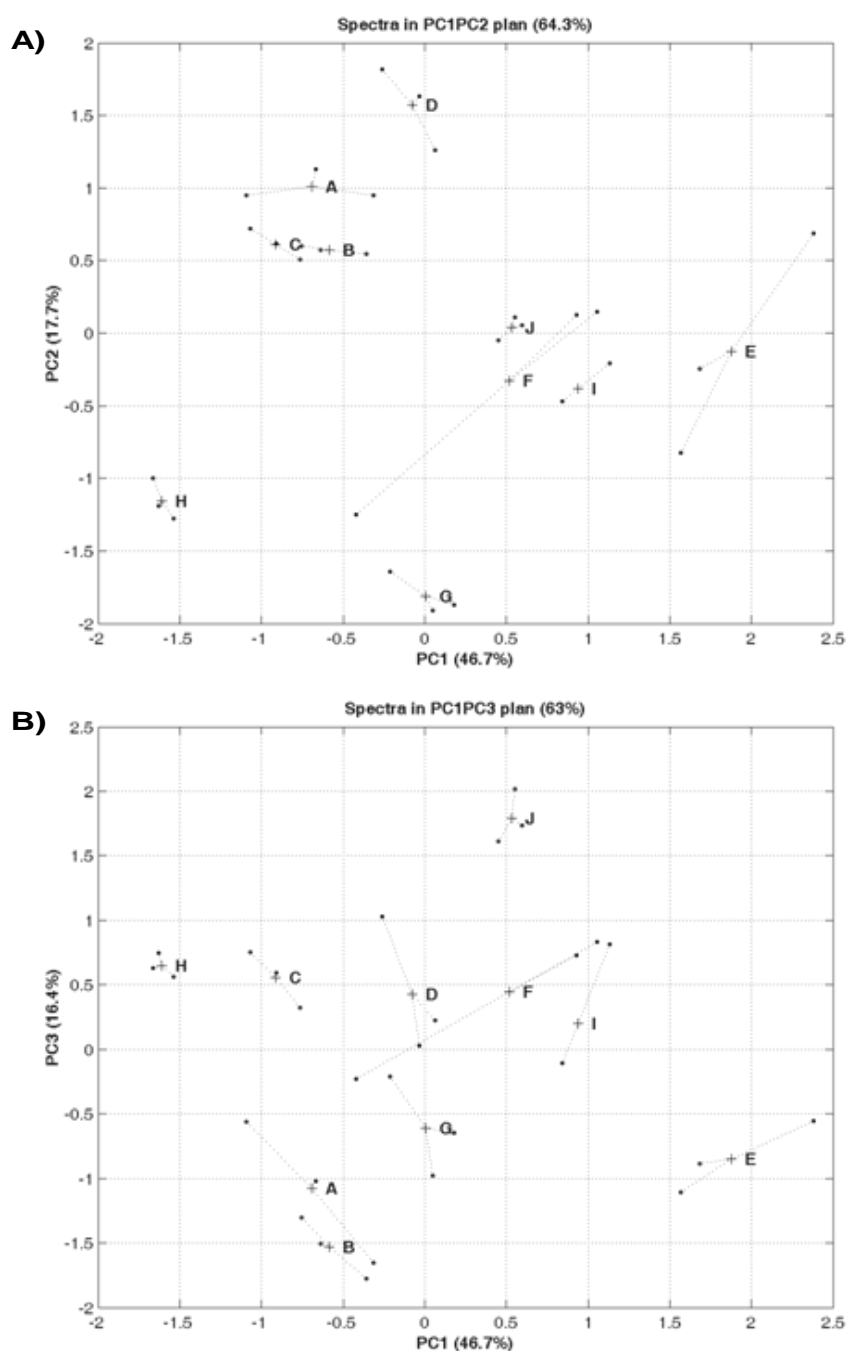 A)
Spectra in PC1PC2 plan (64.3%)
2
1.5
1
0.5
0
-0.5
-1
-1.5
-2
PC2 (17.7%)
D
A
C
B
J
F
I
E
H
G
-2 -1.5 -1 -0.5 0 0.5 1 1.5 2 2.5
PC1 (46.7%)
B)
Spectra in PC1PC3 plan (63%)
2.5
2
1.5
1
0.5
0
-0.5
-1
-1.5
-2
PC3 (16.4%)
J
H
C
D
F
I
G
E
A
B
-2 -1.5 -1 -0.5 0 0.5 1 1.5 2 2.5
PC1 (46.7%)